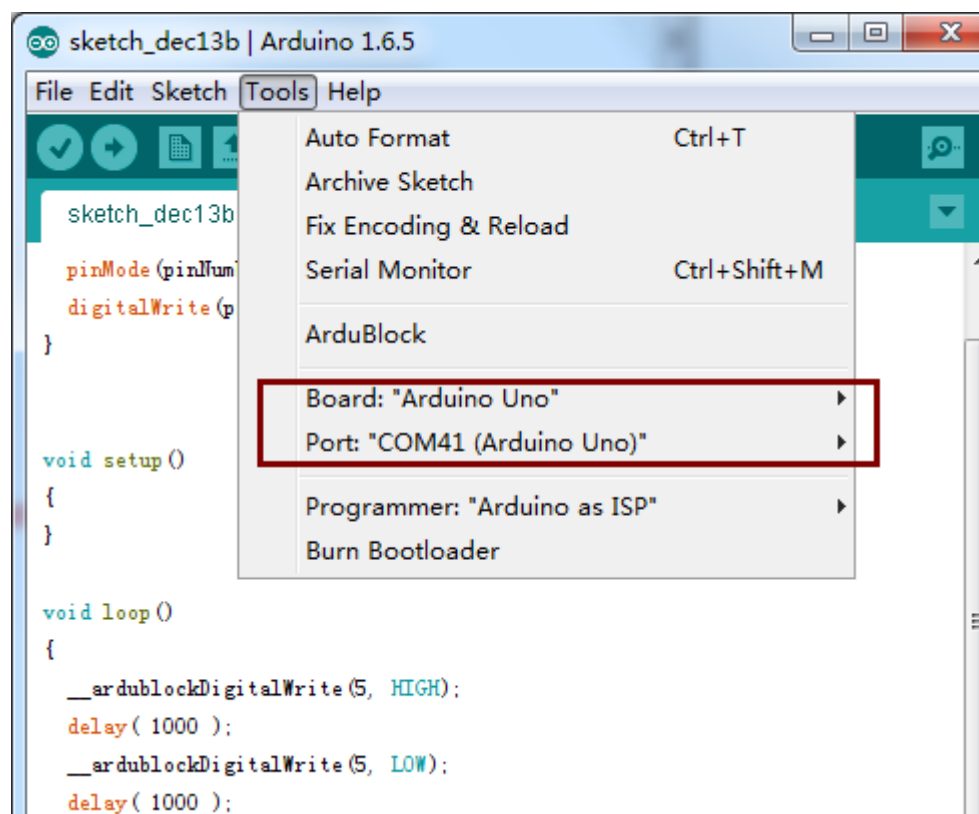 sketch_dec13b | Arduino 1.6.5
File Edit Sketch Tools Help
Auto Format Ctrl+T
Archive Sketch
sketch_dec13b
Fix Encoding & Reload
pinMode(pinNum
Serial Monitor Ctrl+Shift+M
digitalWrite(p
}
ArduBlock
Board: "Arduino Uno"
Port: "COM41 (Arduino Uno)"
void setup()
{
Programmer: "Arduino as ISP"
}
Burn Bootloader
void loop()
{
__ardublockDigitalWrite(5, HIGH);
delay( 1000 );
__ardublockDigitalWrite(5, LOW);
delay( 1000 );